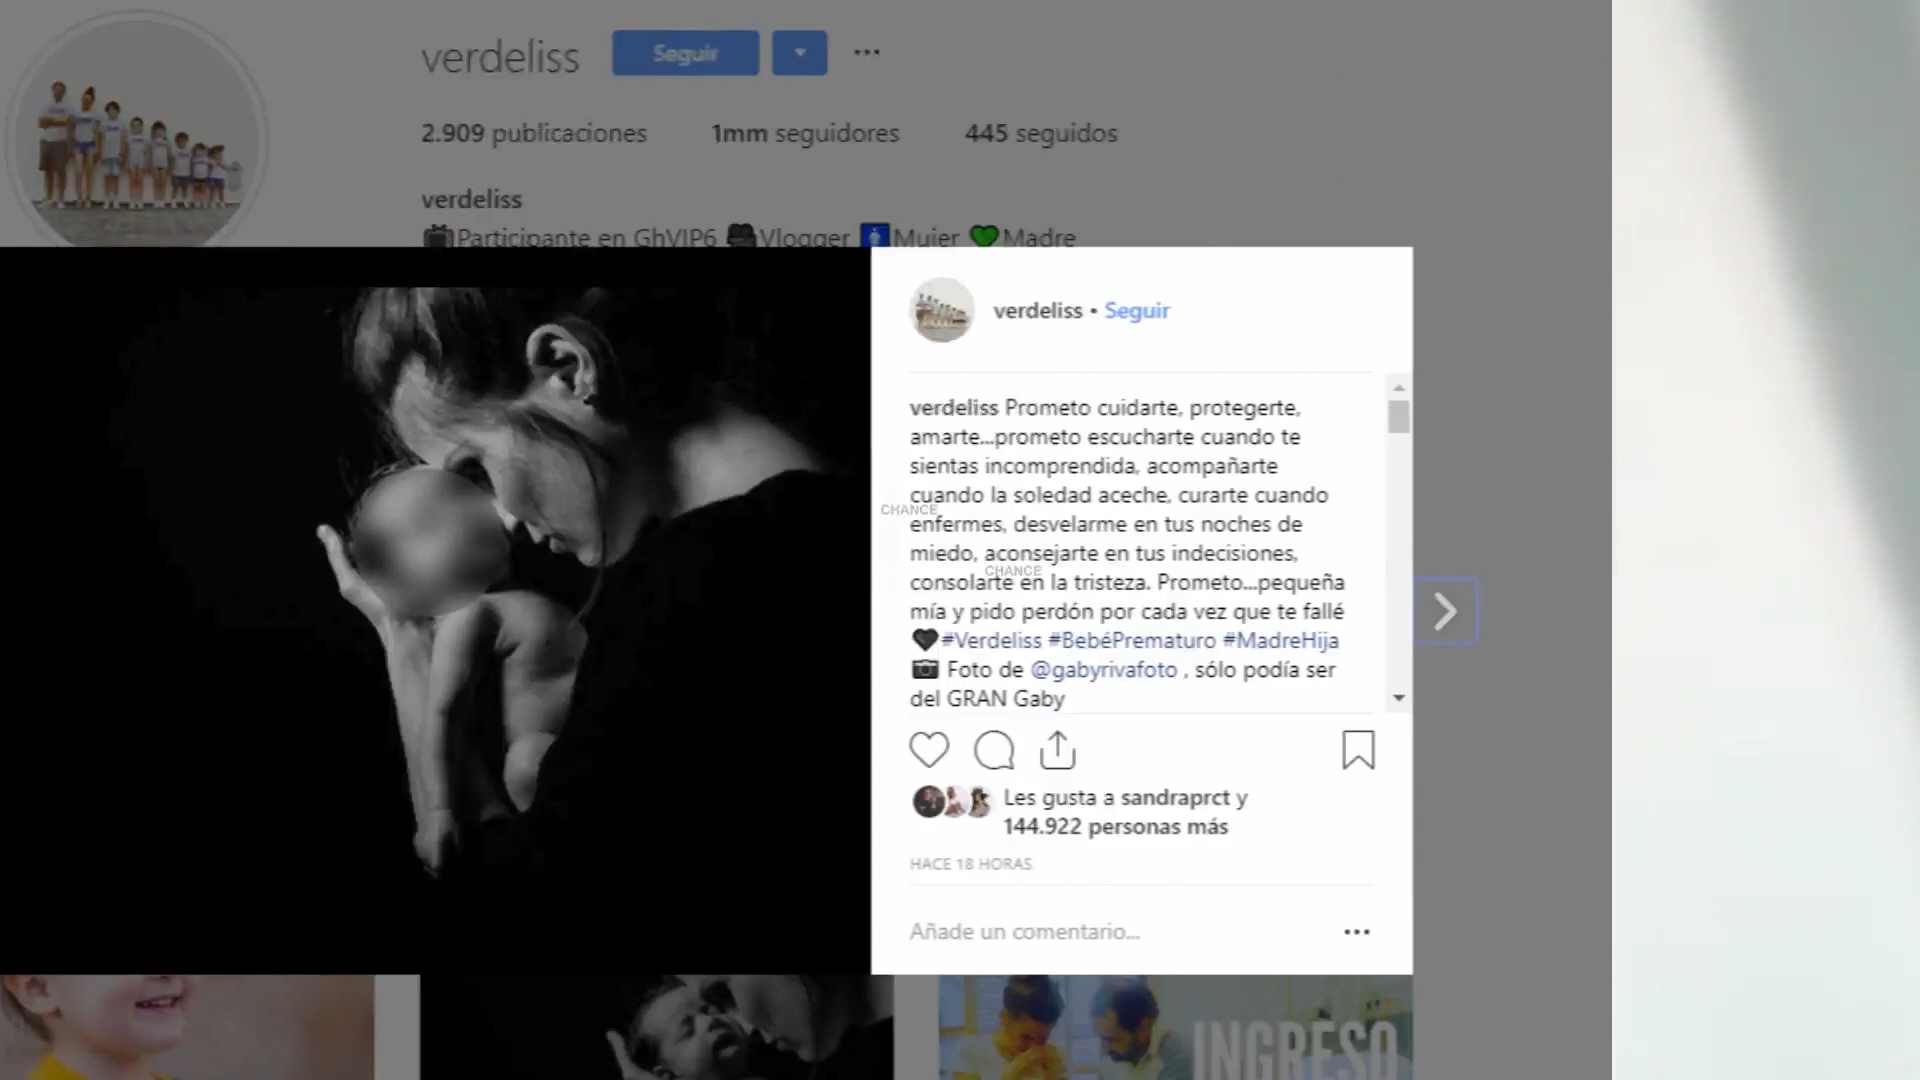 verdeliss Seguir
2.909 publicaciones 1mm seguidores 445 seguidos
verdeliss
Participante en GhVIP6 Vlogger Mujer Madre
verdeliss • Seguir
verdeliss Prometo cuidarte, protegerte,
amarte...prometo escucharte cuando te
sientas incomprendida, acompañarte
cuando la soledad aceche, curarte cuando
CHANCE
enfermes, desvelarme en tus noches de
miedo, aconsejarte en tus indecisiones,
CHANCE
consolarte en la tristeza. Prometo...pequeña
mía y pido perdón por cada vez que te fallé
#Verdeliss #BebéPrematuro #MadreHija
Foto de @gabyrivafoto , sólo podía ser
del GRAN Gaby
Les gusta a sandraprct y
144.922 personas más
HACE 18 HORAS
Añade un comentario...
INGRESO